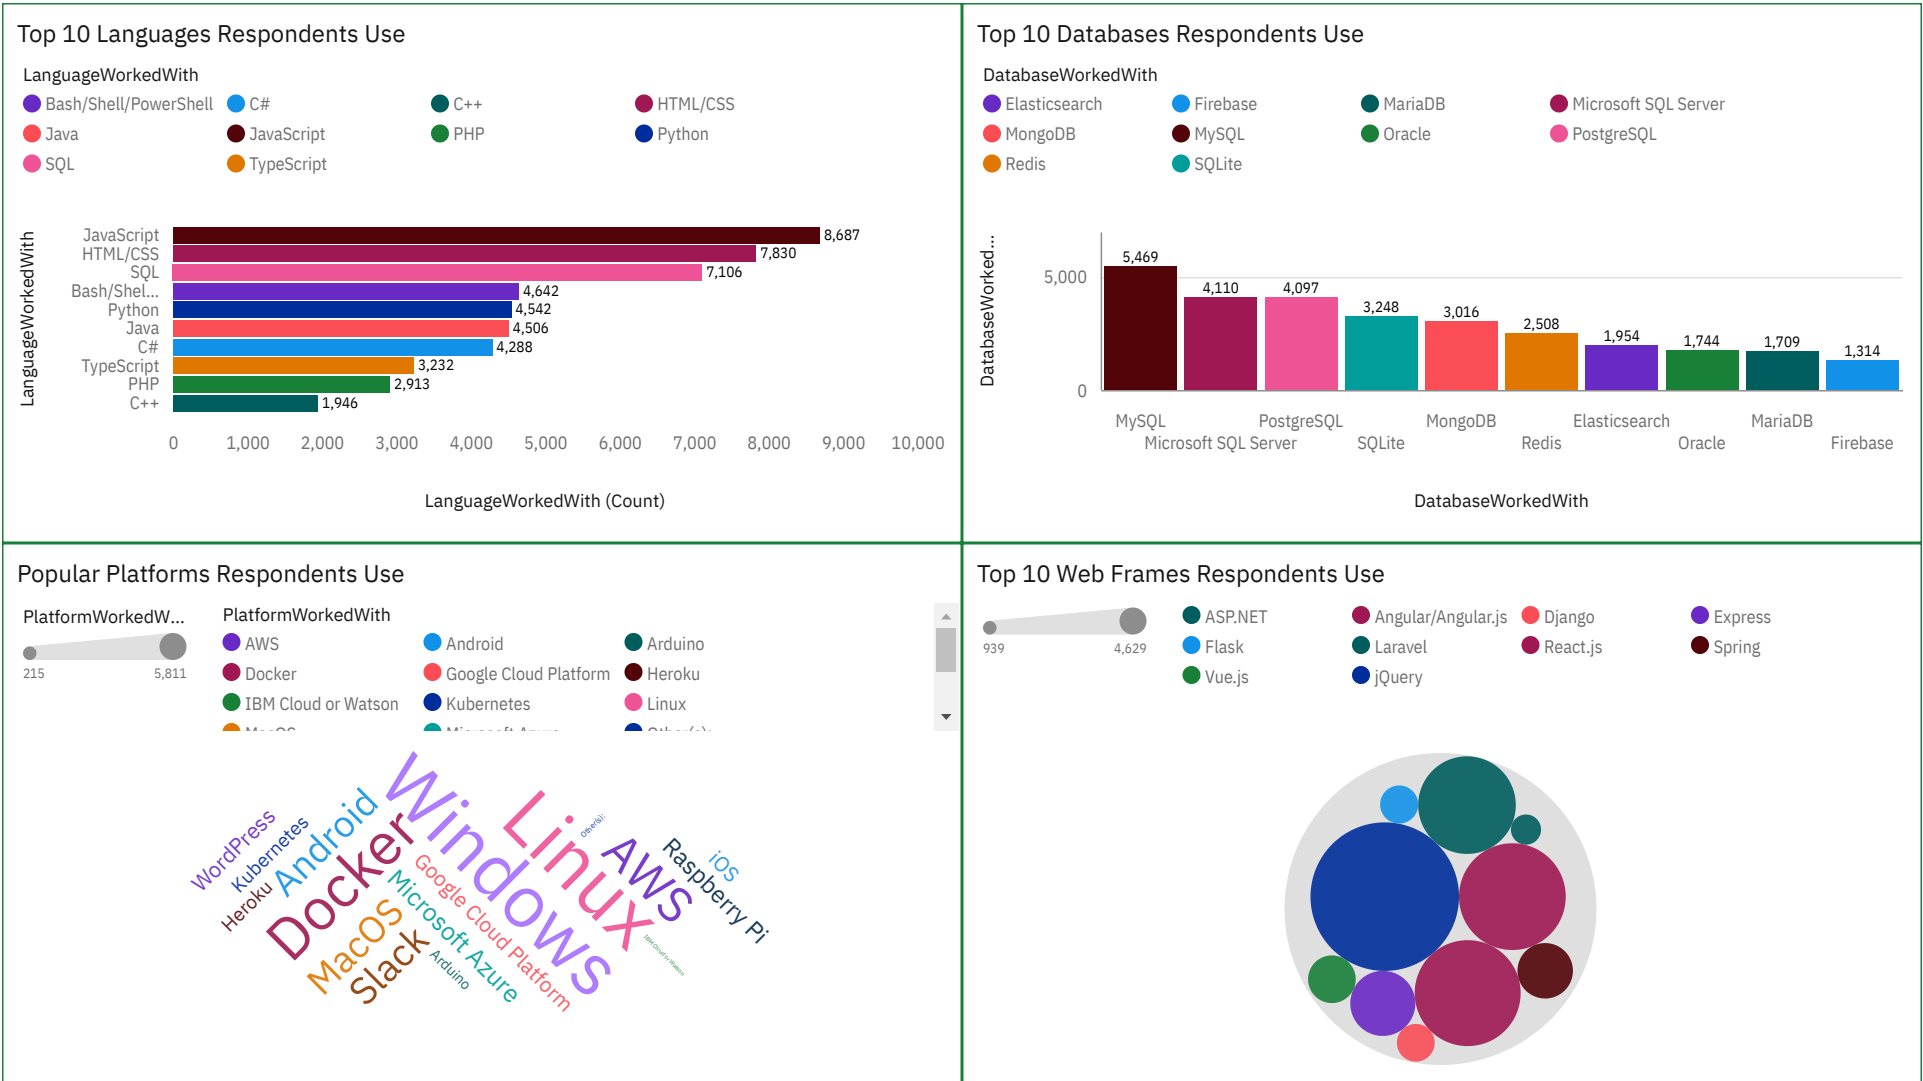 Top 10 Languages Respondents Use
LanguageWorkedWith
Bash/Shell/PowerShell C# C++ HTML/CSS
Java JavaScript PHP Python
SQL TypeScript
LanguageWorkedWith
JavaScript 8,687
HTML/CSS 7,830
SQL 7,106
Bash/Shel... 4,642
Python 4,542
Java 4,506
C# 4,288
TypeScript 3,232
PHP 2,913
C++ 1,946
0 1,000 2,000 3,000 4,000 5,000 6,000 7,000 8,000 9,000 10,000
LanguageWorkedWith (Count)
Top 10 Databases Respondents Use
DatabaseWorkedWith
Elasticsearch Firebase MariaDB Microsoft SQL Server
MongoDB MySQL Oracle PostgreSQL
Redis SQLite
DatabaseWorked...
5,000
0
5,469 4,110 4,097 3,248 3,016 2,508 1,954 1,744 1,709 1,314
MySQL PostgreSQL MongoDB Elasticsearch MariaDB
Microsoft SQL Server SQLite Redis Oracle Firebase
DatabaseWorkedWith
Popular Platforms Respondents Use
PlatformWorkedW...
215 5,811
PlatformWorkedWith
AWS Android Arduino
Docker Google Cloud Platform Heroku
IBM Cloud or Watson Kubernetes Linux
MacOS Microsoft Azure Other(s):
WordPress
Kubernetes
Heroku
Android
Docker
MacOS
Slack
Windows
Google Cloud Platform
Microsoft Azure
Arduino
Linux
Other(s):
AWS
Raspberry Pi
iOS
IBM Cloud or Watson
Top 10 Web Frames Respondents Use
939 4,629
ASP.NET Angular/Angular.js Django Express
Flask Laravel React.js Spring
Vue.js jQuery